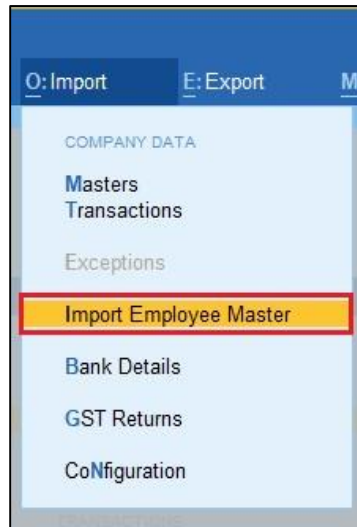 O: Import E: Export M
COMPANY DATA
Masters
Transactions
Exceptions
Import Employee Master
Bank Details
GST Returns
CoNfiguration